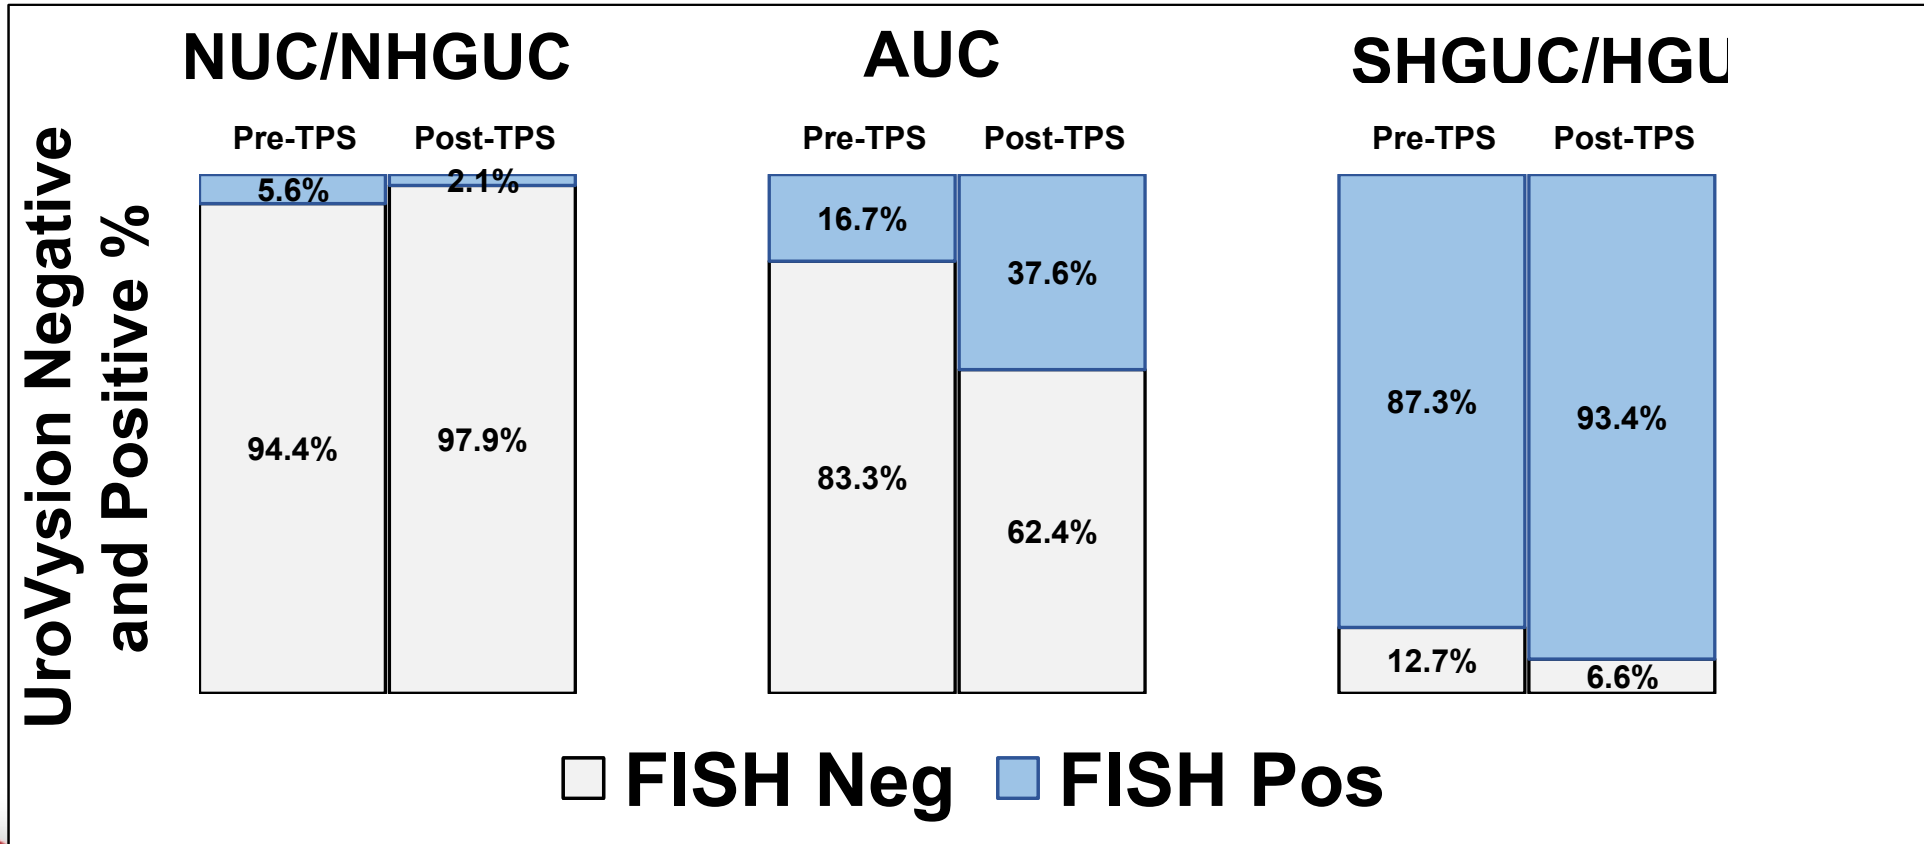 NUC/NHGUC
AUC
SHGUC/HGU
Pre-TPS
Post-TPS
Pre-TPS
Post-TPS
Pre-TPS
Post-TPS
UroVysion Negative
and Positive %
5.6%
2.1%
94.4%
97.9%
16.7%
37.6%
83.3%
62.4%
87.3%
93.4%
12.7%
6.6%
FISH Neg
FISH Pos